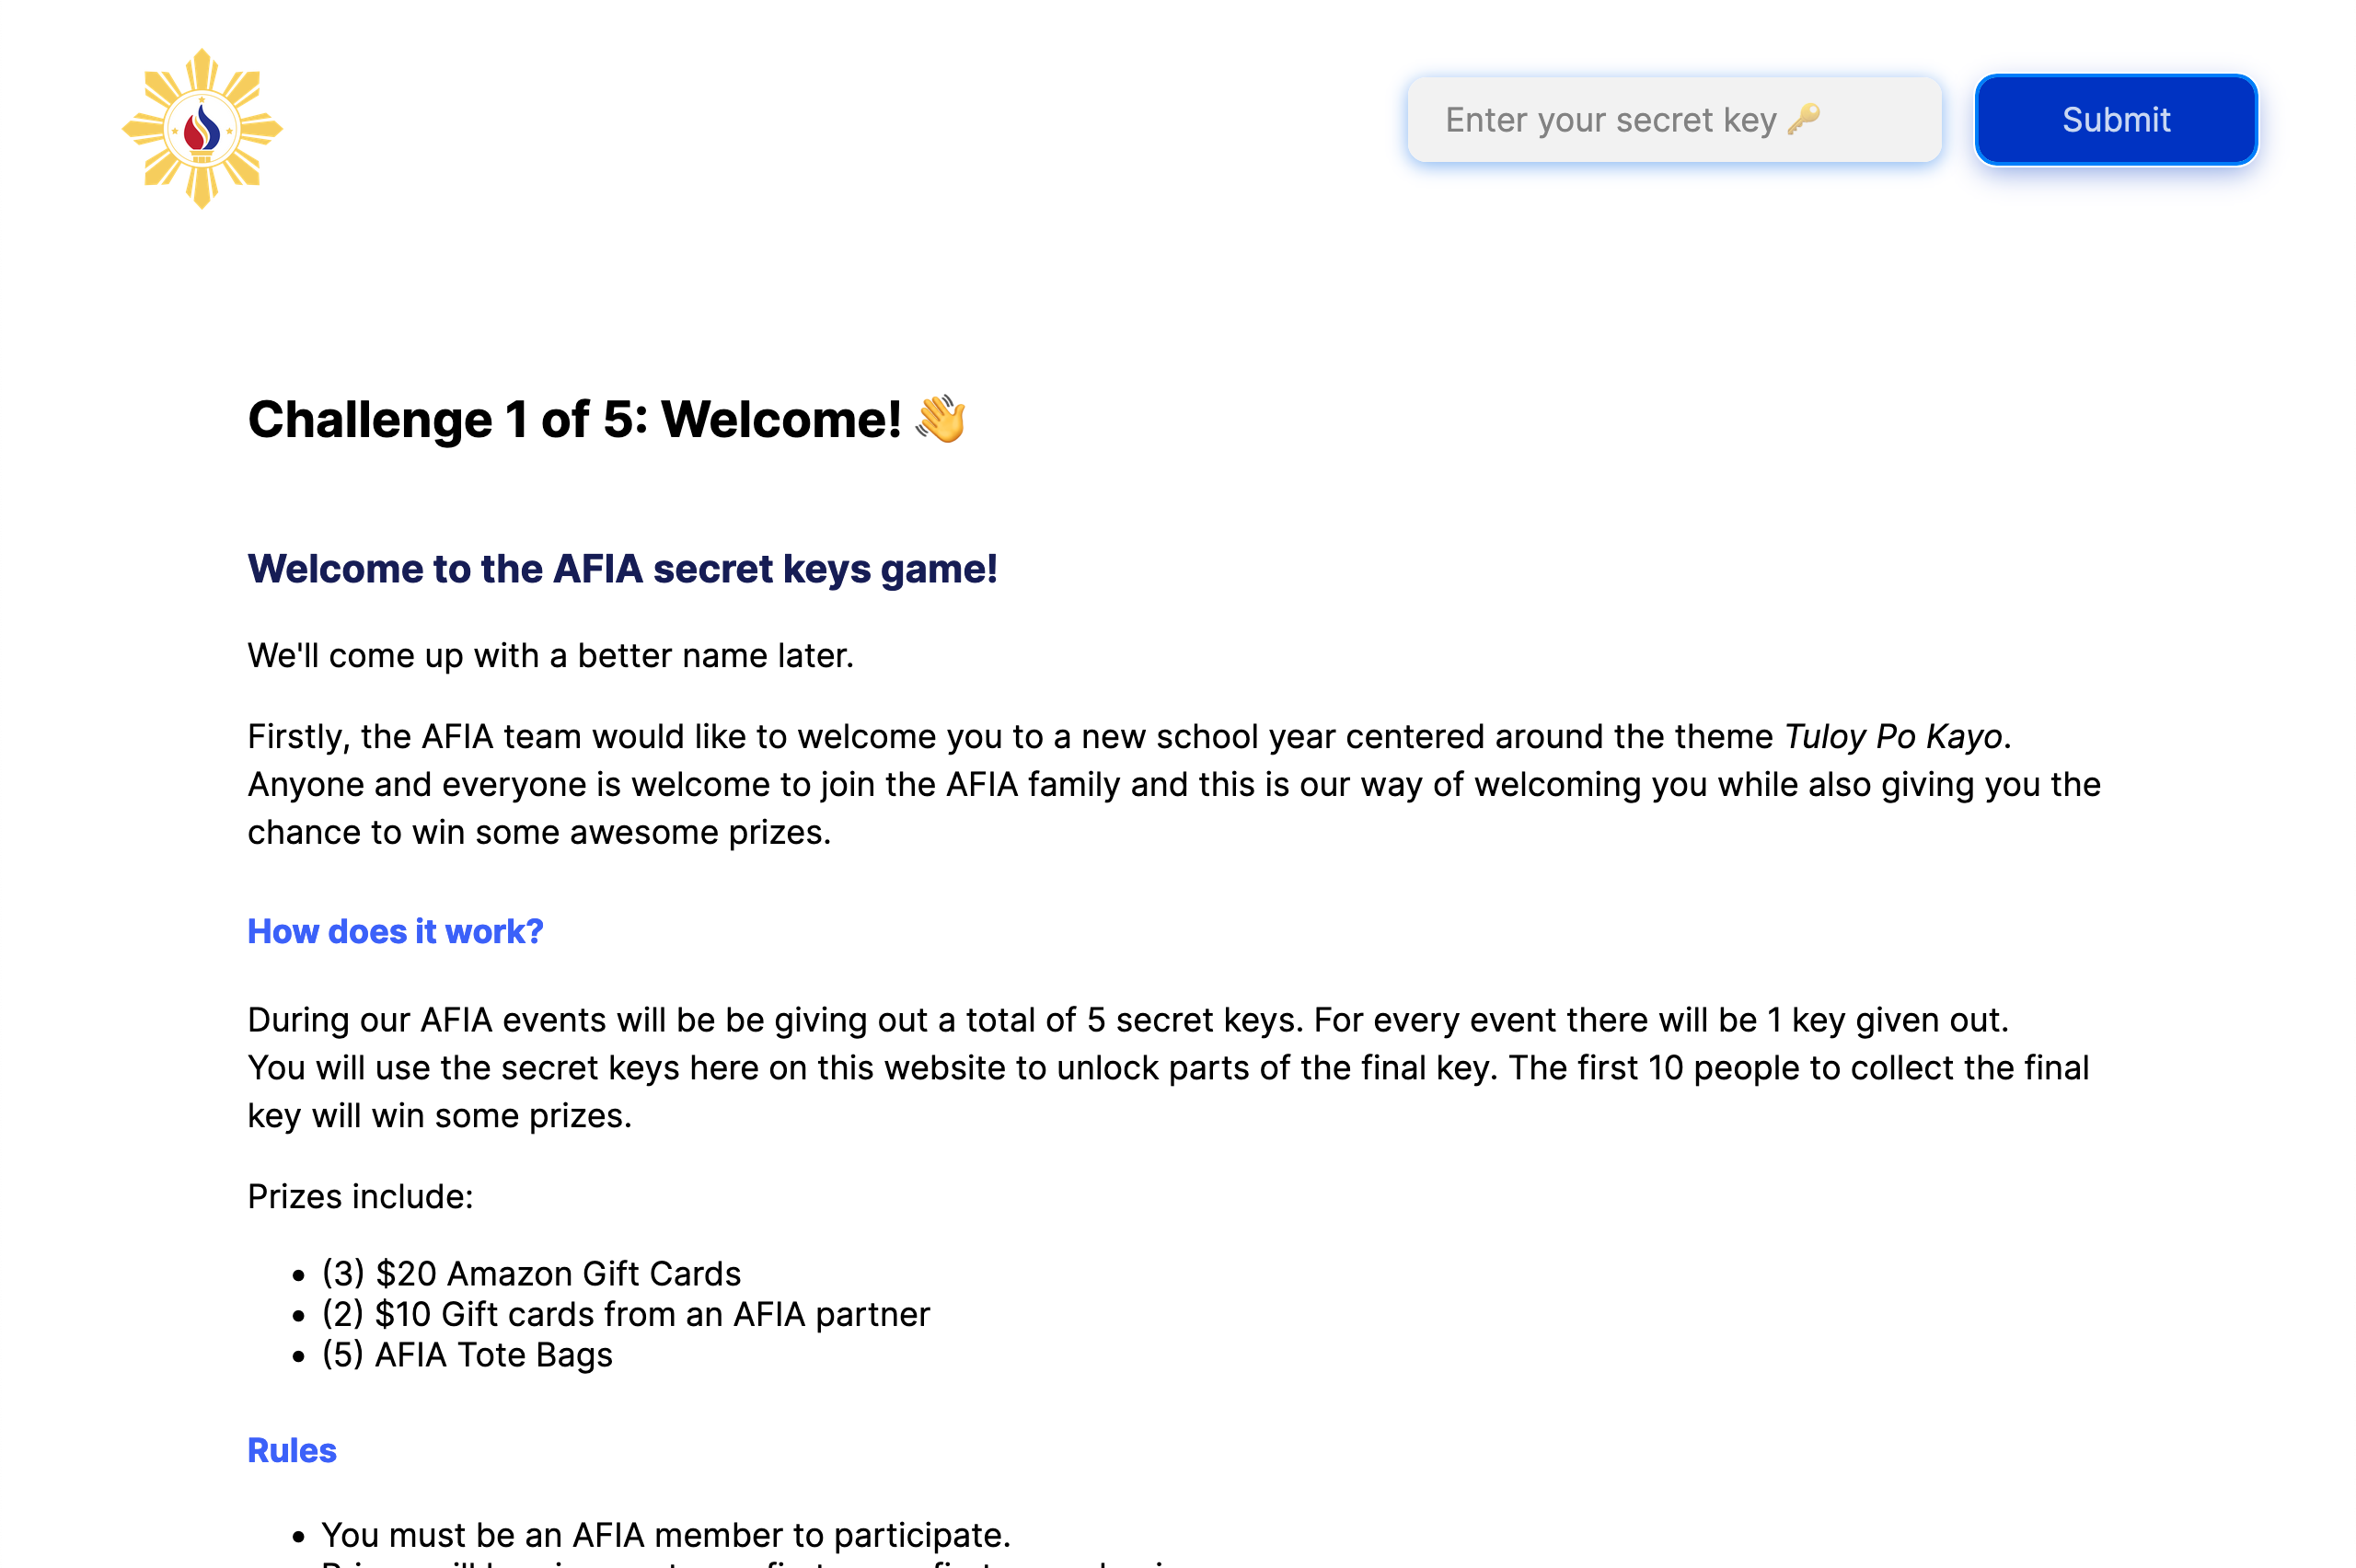 Enter your secret key 🔑
Submit
Challenge 1 of 5: Welcome! 👋
Welcome to the AFIA secret keys game!
We'll come up with a better name later.
Firstly, the AFIA team would like to welcome you to a new school year centered around the theme Tuloy Po Kayo.
Anyone and everyone is welcome to join the AFIA family and this is our way of welcoming you while also giving you the
chance to win some awesome prizes.
How does it work?
During our AFIA events will be be giving out a total of 5 secret keys. For every event there will be 1 key given out.
You will use the secret keys here on this website to unlock parts of the final key. The first 10 people to collect the final
key will win some prizes.
Prizes include:
• (3) $20 Amazon Gift Cards
• (2) $10 Gift cards from an AFIA partner
• (5) AFIA Tote Bags
Rules
• You must be an AFIA member to participate.